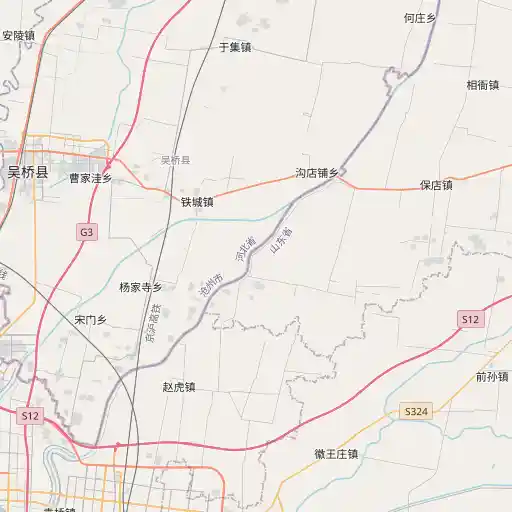 何庄乡
安陵镇
于集镇
相衙镇
吴桥县
吴桥县
沟店铺乡
曹家洼乡
保店镇
铁城镇
G3
河北省
山东省
沧州市
杨家寺乡
京沪高铁
宋门乡
S12
前孙镇
赵虎镇
S324
S12
徽王庄镇